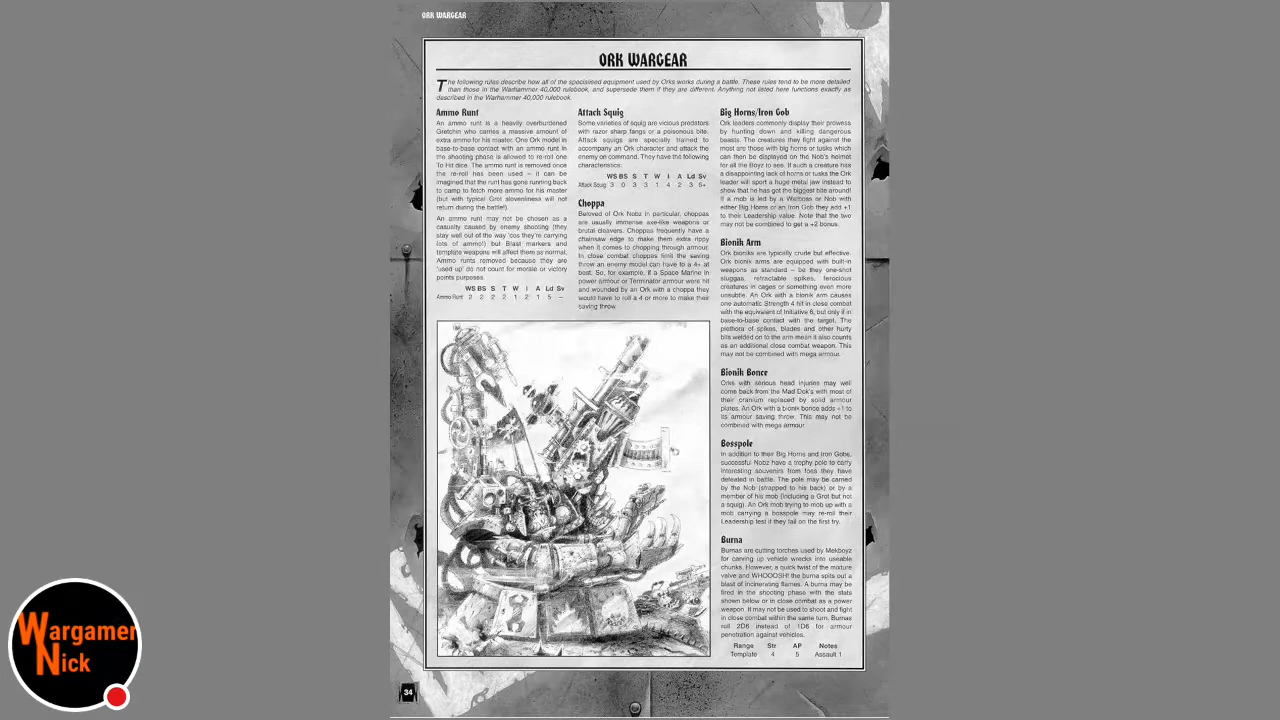 ORK WARGEAR
ORK WARGEAR
The following rules describe how all of the specialised equipment used by Orks works during a battle. These rules tend to be more detailed
than those in the Warhammer 40,000 rulebook, and supersede them if they are different. Anything not listed here functions exactly as
described in the Warhammer 40,000 rulebook.
Ammo Runt
An ammo runt is a heavily overburdened
Gretchin who carries a massive amount of
extra ammo for his master. One Ork model in
base-to-base contact with an ammo runt in
the shooting phase is allowed to re-roll one
To Hit dice. The ammo runt is removed once
the re-roll has been used – it can be
imagined that the runt has gone running back
to camp to fetch more ammo for his master
(but with typical Grot slovenliness will not
return during the battle!).
An ammo runt may not be chosen as a
casualty caused by enemy shooting (they
stay well out of the way 'cos they're carrying
lots of ammo!) but Blast markers and
template weapons will affect them as normal.
Ammo runts removed because they are
'used up' do not count for morale or victory
points purposes.
WS BS S T W I A Ld Sv
Ammo Runt 2 2 2 2 1 2 1 5 –
Attack Squig
Some varieties of squig are vicious predators
with razor sharp fangs or a poisonous bite.
Attack squigs are specially trained to
accompany an Ork character and attack the
enemy on command. They have the following
characteristics:
WS BS S T W I A Ld Sv
Attack Squig 3 0 3 3 1 4 2 3 6+
Choppa
Beloved of Ork Nobz in particular, choppas
are usually immense axe-like weapons or
brutal cleavers. Choppas frequently have a
chainsaw edge to make them extra rippy
when it comes to chopping through armour.
In close combat choppas limit the saving
throw an enemy model can have to a 4+ at
best. So, for example, if a Space Marine in
power armour or Terminator armour were hit
and wounded by an Ork with a choppa they
would have to roll a 4 or more to make their
saving throw.
Big Horns/Iron Gob
Ork leaders commonly display their prowess
by hunting down and killing dangerous
beasts. The creatures they fight against the
most are those with big horns or tusks which
can then be displayed on the Nob's helmet
for all the Boyz to see. If such a creature has
a disappointing lack of horns or tusks the Ork
leader will sport a huge metal jaw instead to
show that he has got the biggest bite around!
If a mob is led by a Warboss or Nob with
either Big Horns or an Iron Gob they add +1
to their Leadership value. Note that the two
may not be combined to get a +2 bonus.
Bionik Arm
Ork bioniks are typically crude but effective.
Ork bionik arms are equipped with built-in
weapons as standard – be they one-shot
sluggas, retractable spikes, ferocious
creatures in cages or something even more
unsubtle. An Ork with a bionik arm causes
one automatic Strength 4 hit in close combat
with the equivalent of Initiative 6, but only if in
base-to-base contact with the target. The
plethora of spikes, blades and other hurty
bits welded on to the arm mean it also counts
as an additional close combat weapon. This
may not be combined with mega armour.
Bionik Bonce
Orks with serious head injuries may well
come back from the Mad Dok's with most of
their cranium replaced by solid armour
plates. An Ork with a bionik bonce adds +1 to
its armour saving throw. This may not be
combined with mega armour.
Bosspole
In addition to their Big Horns and Iron Gobs,
successful Nobz have a trophy pole to carry
interesting souvenirs from foes they have
defeated in battle. The pole may be carried
by the Nob (strapped to his back) or by a
member of his mob (including a Grot but not
a squig). An Ork mob trying to mob up with a
mob carrying a bosspole may re-roll their
Leadership test if they fail on the first try.
Burna
Burnas are cutting torches used by Mekboyz
for carving up vehicle wrecks into useable
chunks. However, a quick twist of the mixture
valve and WHOOOSH! the burna spits out a
blast of incinerating flames. A burna may be
fired in the shooting phase with the stats
shown below or in close combat as a power
weapon. It may not be used to shoot and fight
in close combat within the same turn. Burnas
roll 2D6 instead of 1D6 for armour
penetration against vehicles.
Range Str AP Notes
Template 4 5 Assault 1
34
Wargamer
Nick